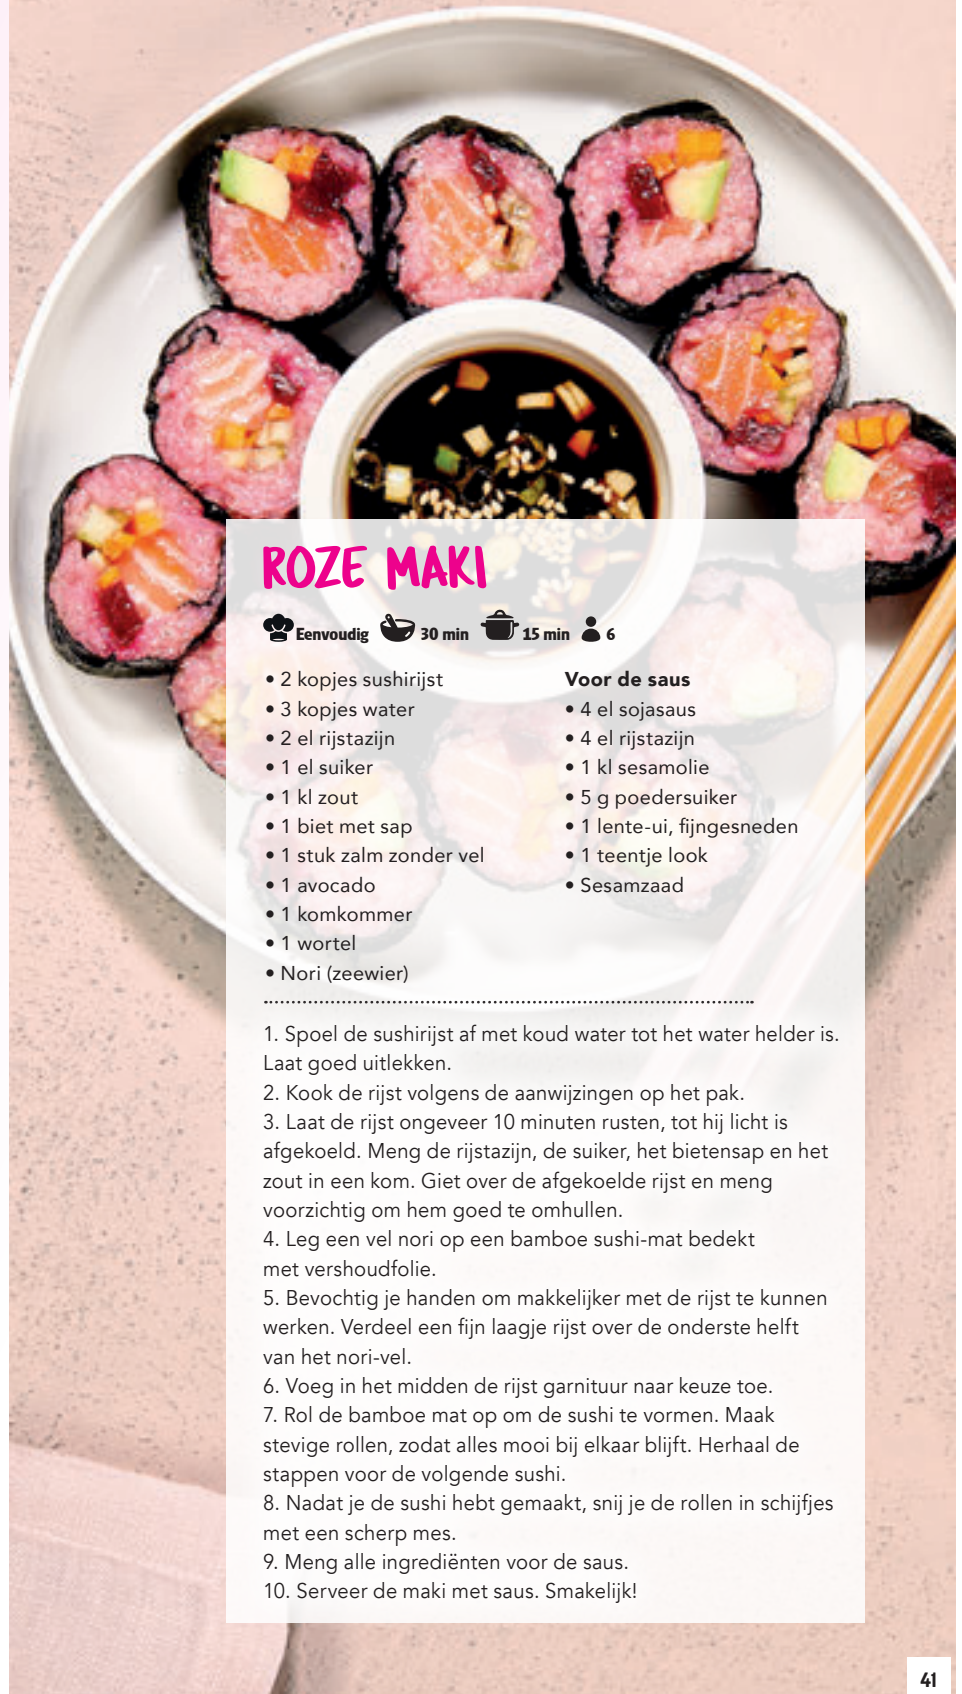 ROZE MAKI
Eenvoudig 30 min 15 min 6
• 2 kopjes sushirijst
• 3 kopjes water
• 2 el rijstazijn
• 1 el suiker
• 1 kl zout
• 1 biet met sap
• 1 stuk zalm zonder vel
• 1 avocado
• 1 komkommer
• 1 wortel
• Nori (zeewier)
Voor de saus
• 4 el sojasaus
• 4 el rijstazijn
• 1 kl sesamolie
• 5 g poedersuiker
• 1 lente-ui, fijngesneden
• 1 teentje look
• Sesamzaad
1. Spoel de sushirijst af met koud water tot het water helder is.
Laat goed uitlekken.
2. Kook de rijst volgens de aanwijzingen op het pak.
3. Laat de rijst ongeveer 10 minuten rusten, tot hij licht is
afgekoeld. Meng de rijstazijn, de suiker, het bietensap en het
zout in een kom. Giet over de afgekoelde rijst en meng
voorzichtig om hem goed te omhullen.
4. Leg een vel nori op een bamboe sushi-mat bedekt
met vershoudfolie.
5. Bevochtig je handen om makkelijker met de rijst te kunnen
werken. Verdeel een fijn laagje rijst over de onderste helft
van het nori-vel.
6. Voeg in het midden de rijst garnituur naar keuze toe.
7. Rol de bamboe mat op om de sushi te vormen. Maak
stevige rollen, zodat alles mooi bij elkaar blijft. Herhaal de
stappen voor de volgende sushi.
8. Nadat je de sushi hebt gemaakt, snij je de rollen in schijfjes
met een scherp mes.
9. Meng alle ingrediënten voor de saus.
10. Serveer de maki met saus. Smakelijk!
41